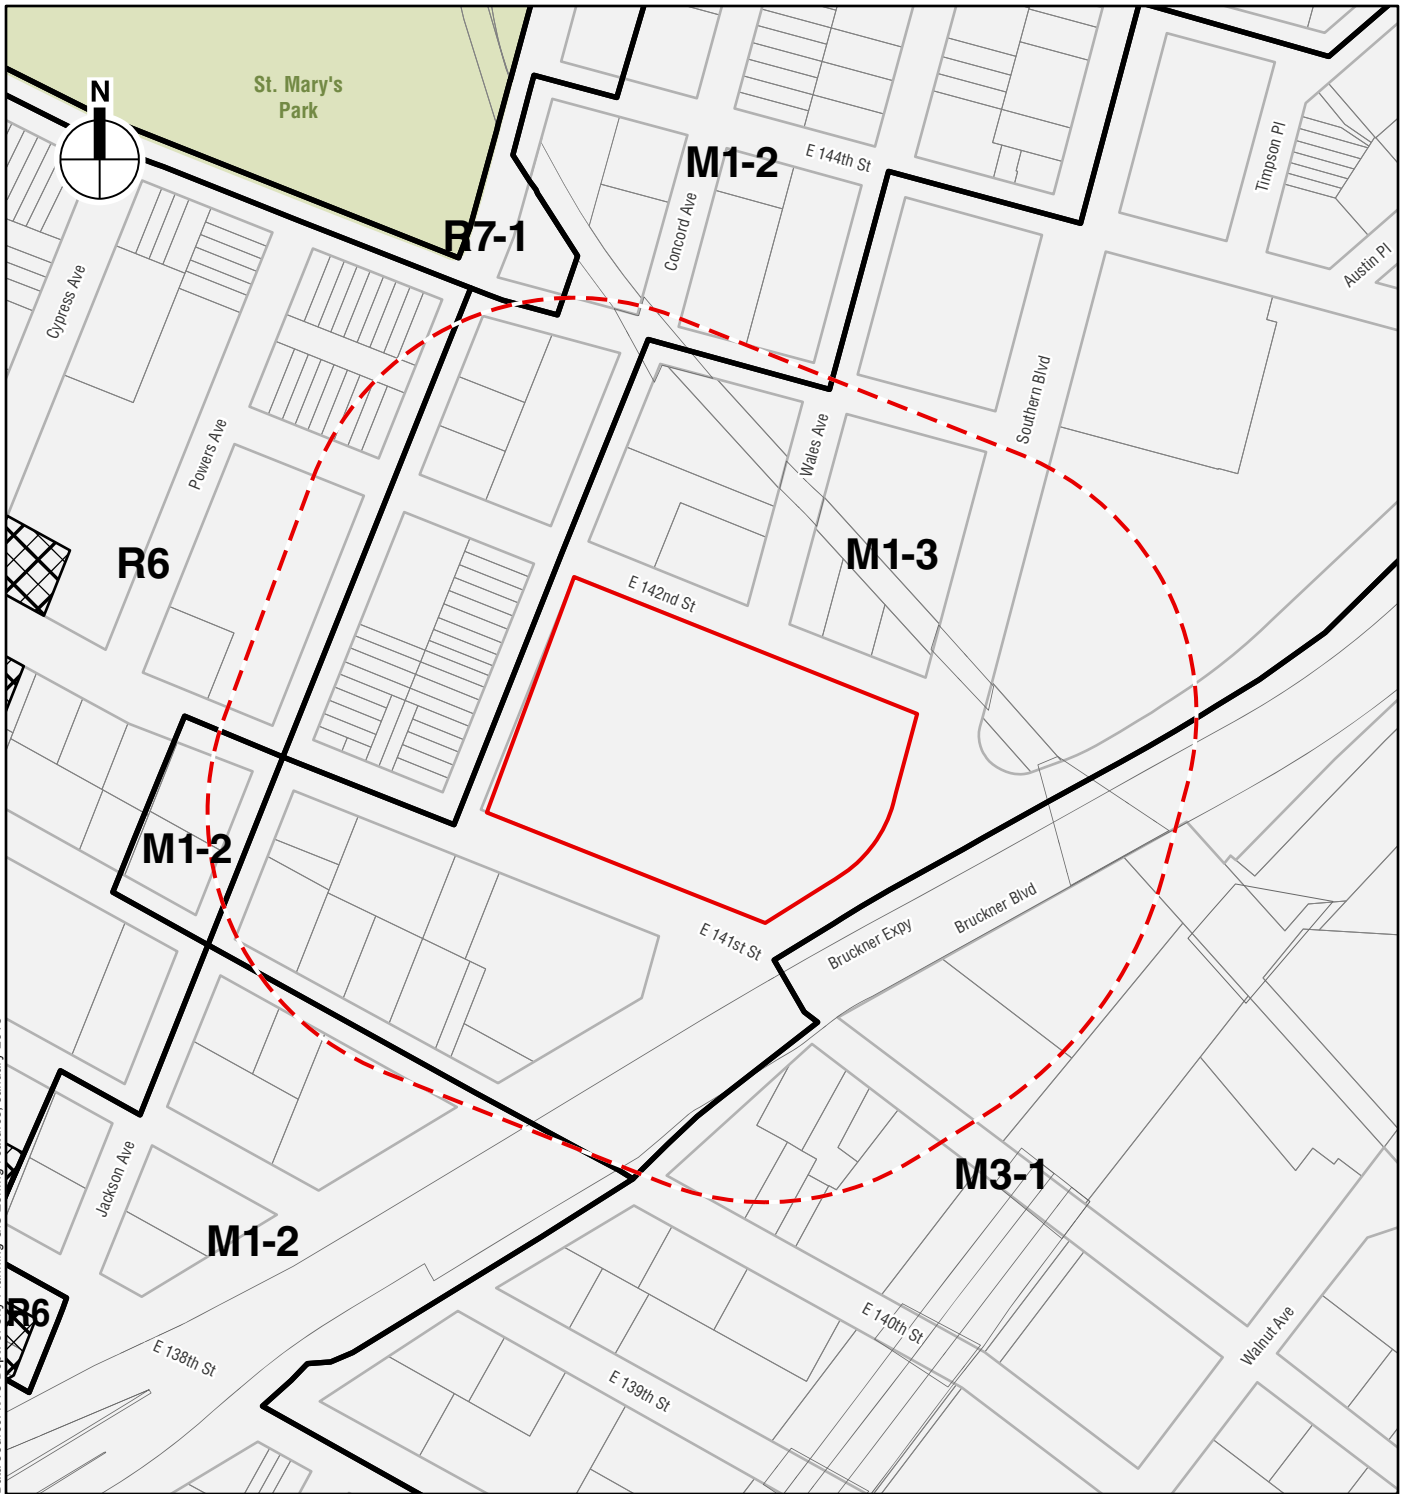 St. Mary's
Park
N
M1-2
E 144th St
Timpson Pl
R7-1
Concord Ave
Austin Pl
Cypress Ave
Southern Blvd
Wales Ave
Powers Ave
M1-3
R6
E 142nd St
M1-2
Bruckner Blvd
E 141st St
Bruckner Expy
Jackson Ave
M3-1
M1-2
R6
E 140th St
Walnut Ave
E 138th St
E 139th St